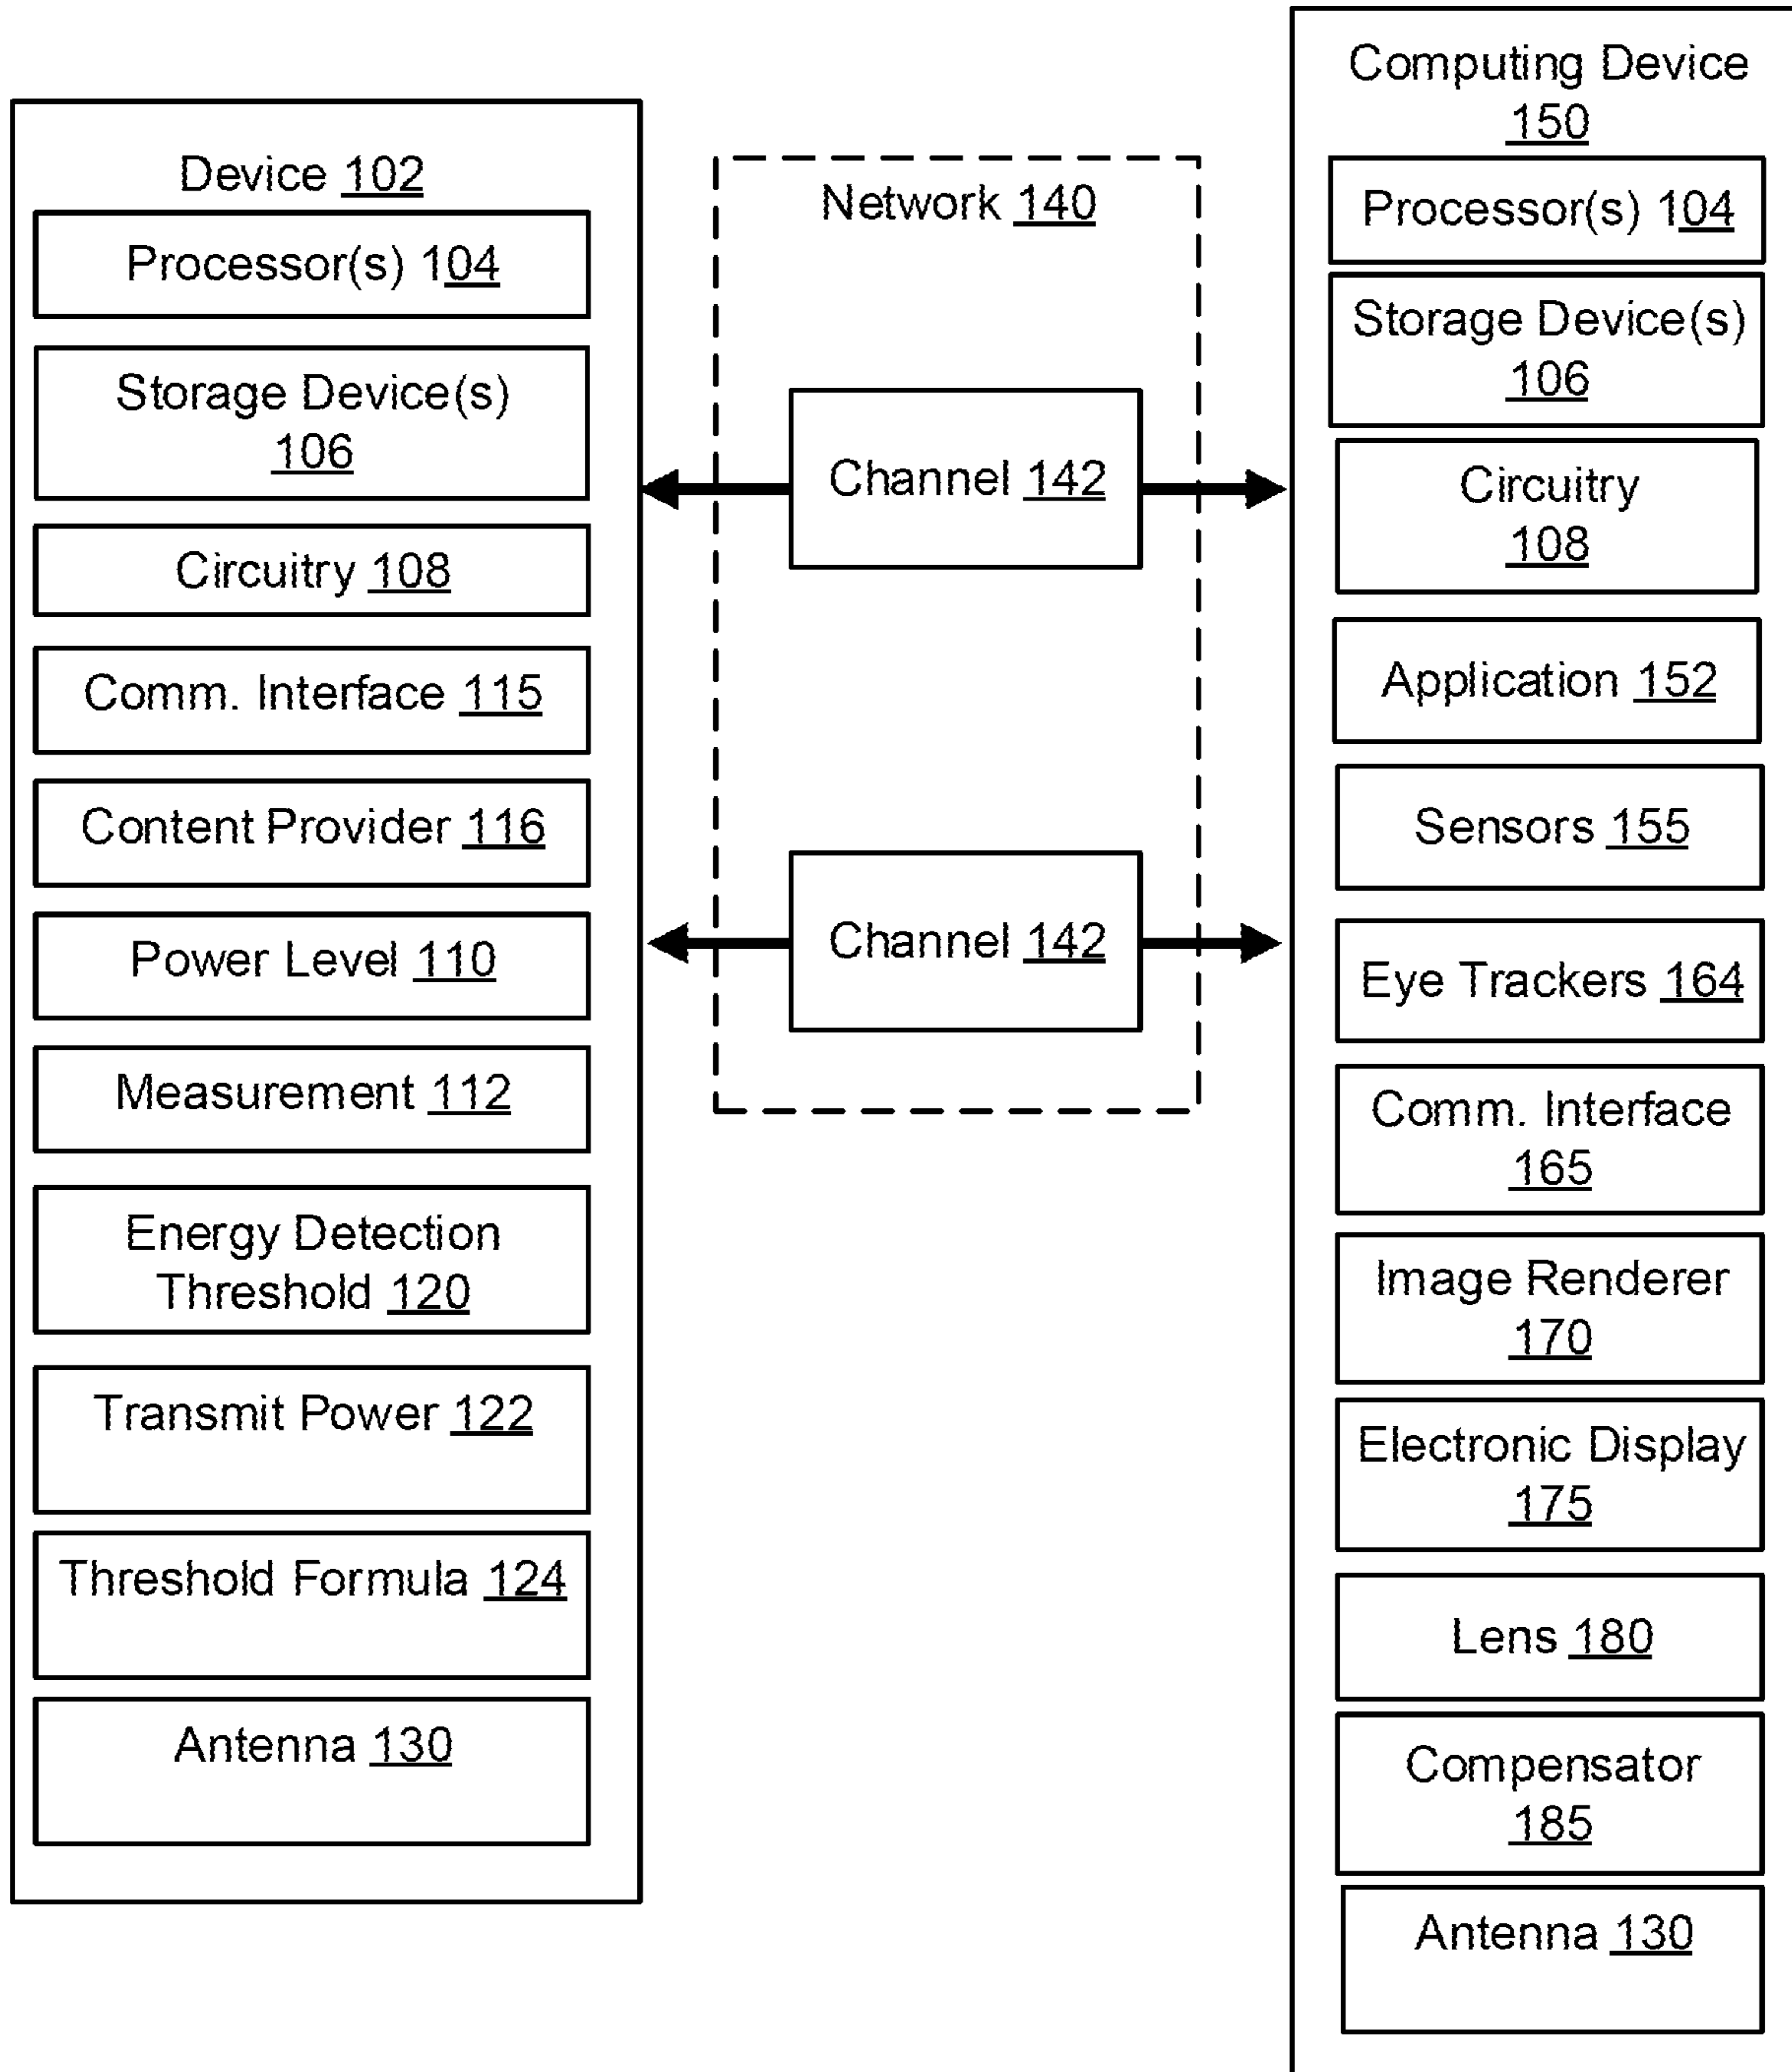 Device 102
Processor(s) 104
Storage Device(s)
106
Circuitry 108
Comm. Interface 115
Content Provider 116
Power Level 110
Measurement 112
Energy Detection
Threshold 120
Transmit Power 122
Threshold Formula 124
Antenna 130
Network 140
Channel 142
Channel 142
Computing Device
150
Processor(s) 104
Storage Device(s)
106
Circuitry
108
Application 152
Sensors 155
Eye Trackers 164
Comm. Interface
165
Image Renderer
170
Electronic Display
175
Lens 180
Compensator
185
Antenna 130